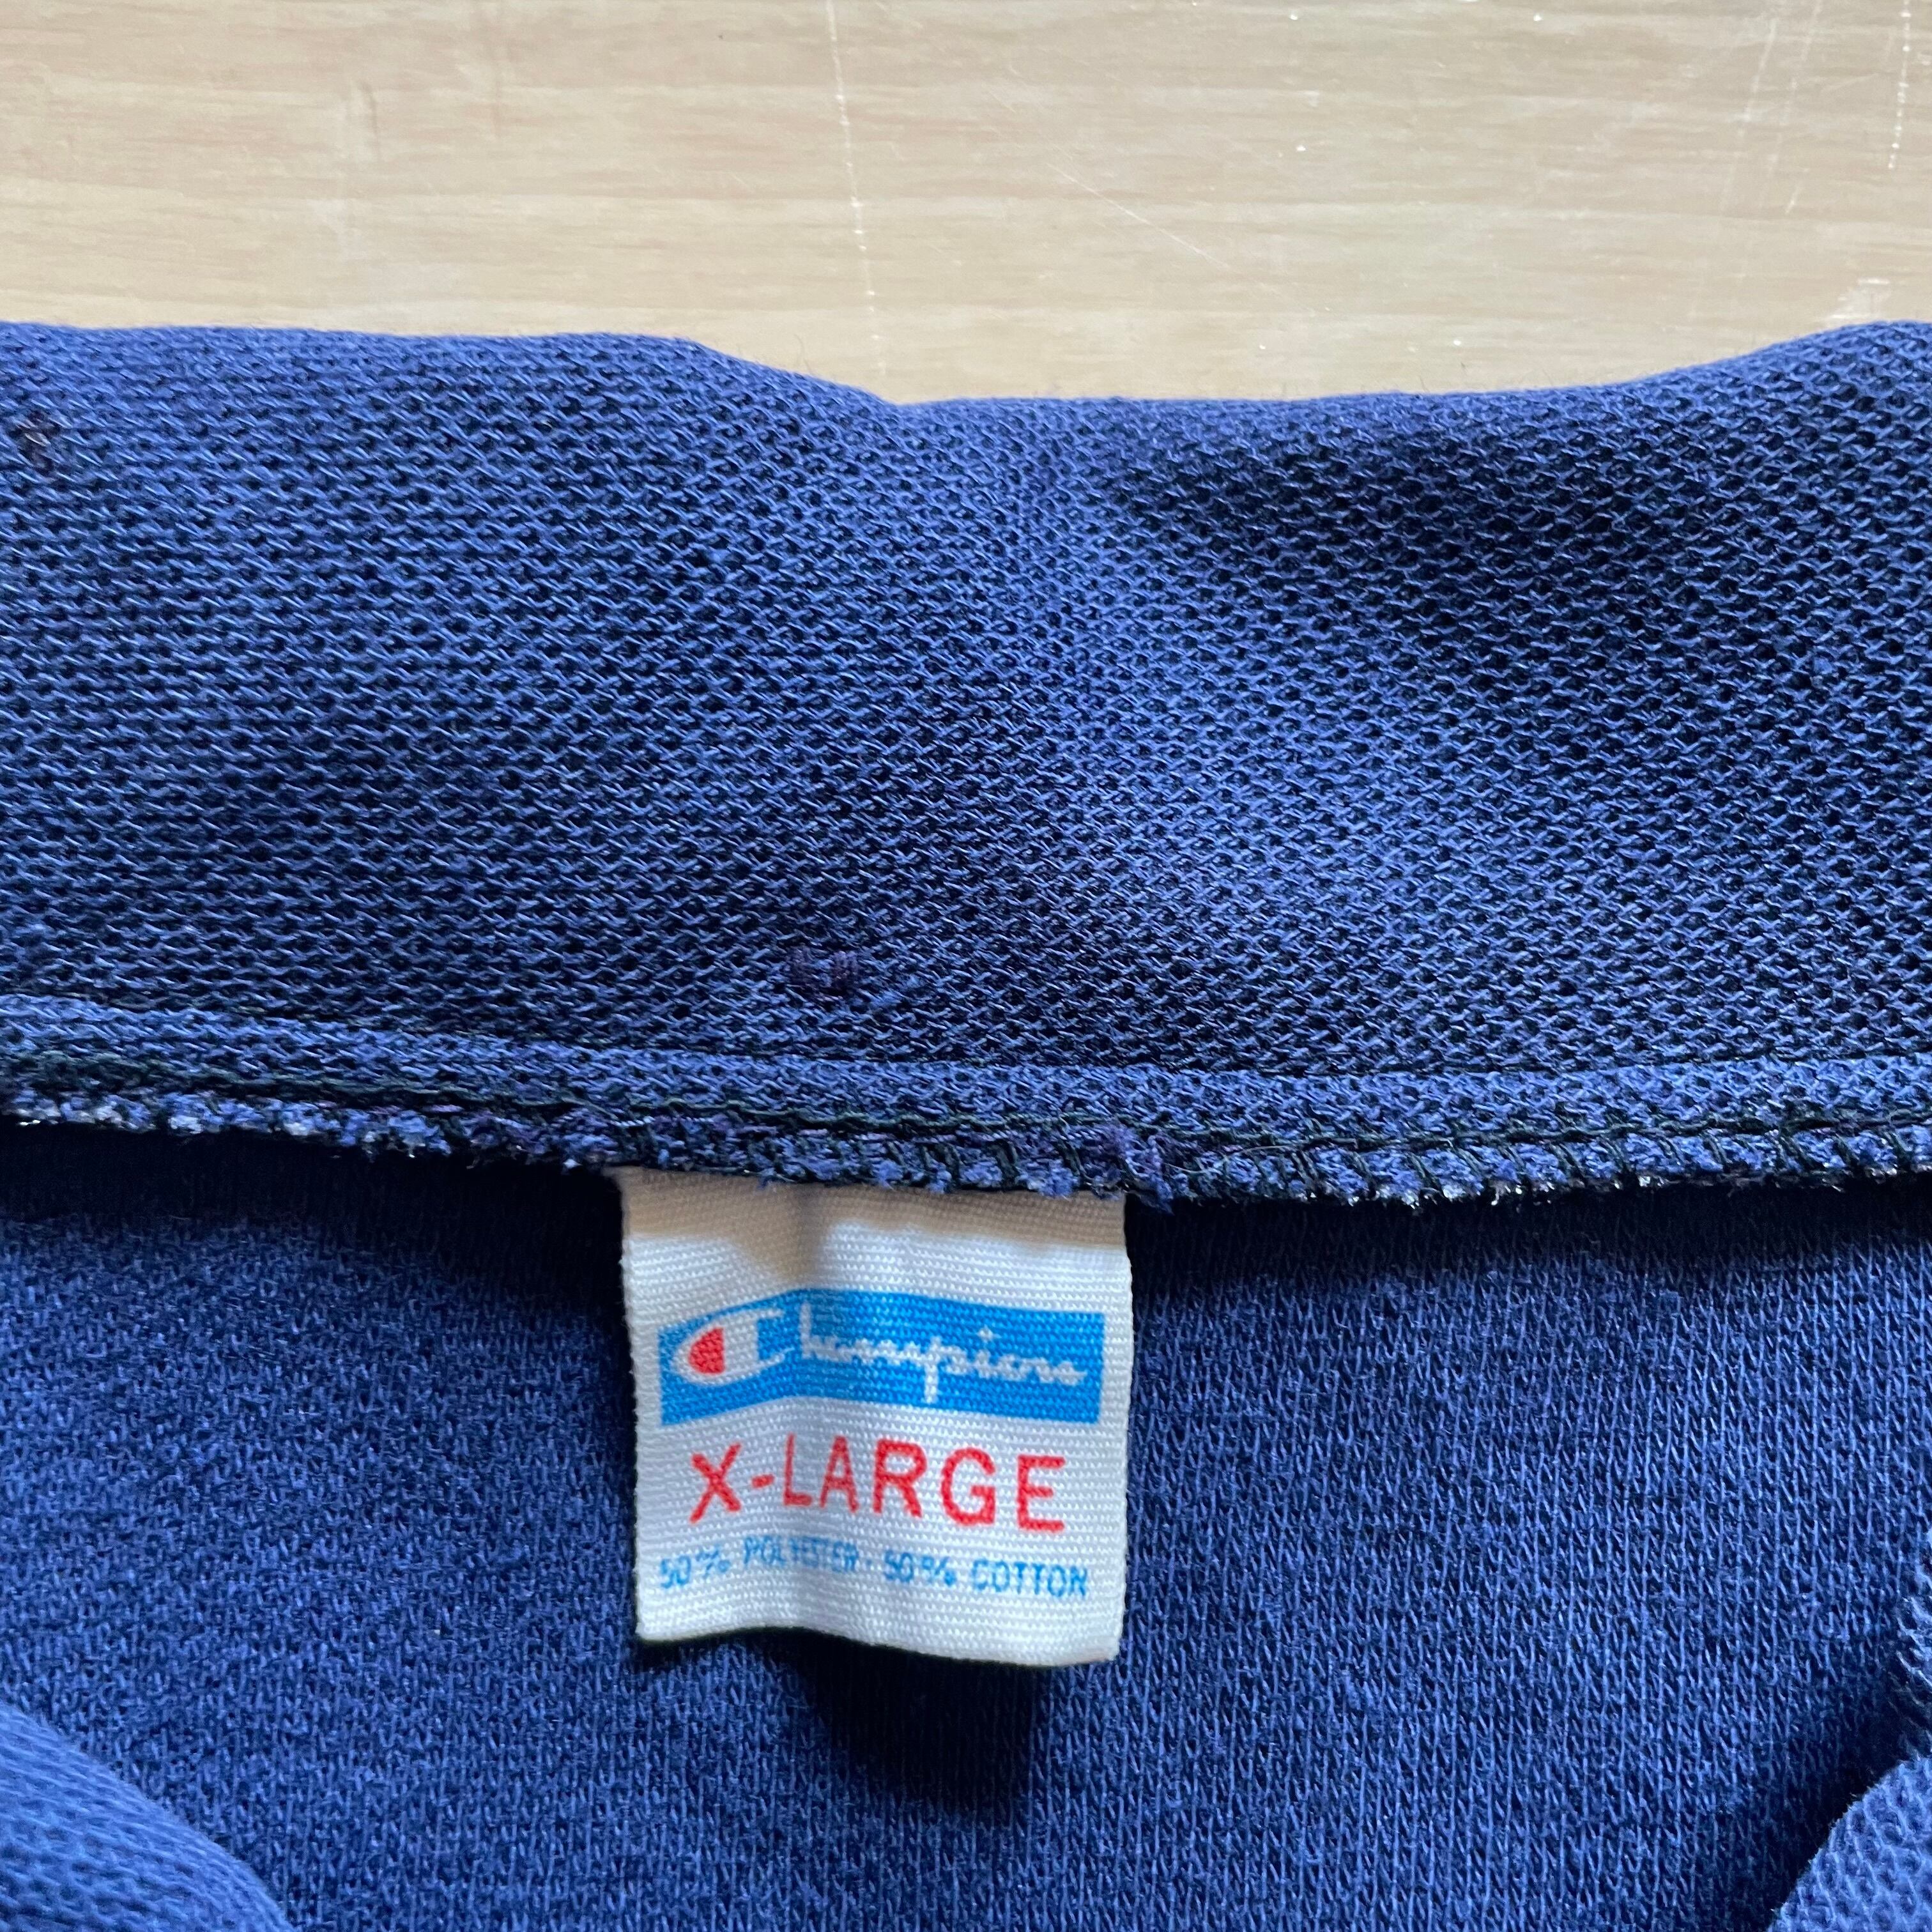 Champion
X-LARGE
50% POLYESTER · 50% COTTON